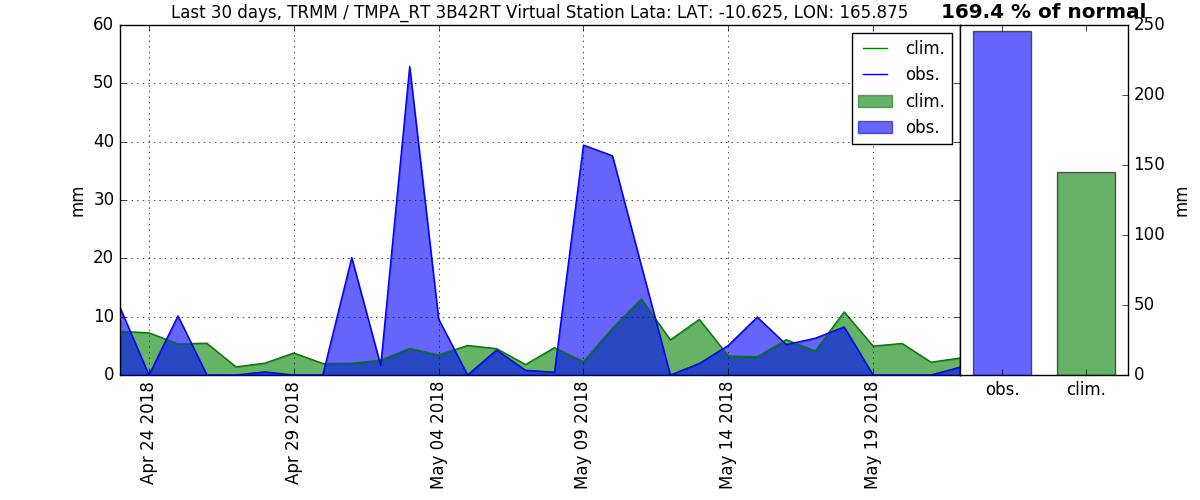 Last 30 days, TRMM / TMPA_RT 3B42RT Virtual Station Lata: LAT: -10.625, LON: 165.875
169.4 % of normal
60
50
40
30
20
10
0
mm
clim.
obs.
clim.
obs.
250
200
150
100
50
0
mm
obs.
clim.
Apr 24 2018
Apr 29 2018
May 04 2018
May 09 2018
May 14 2018
May 19 2018